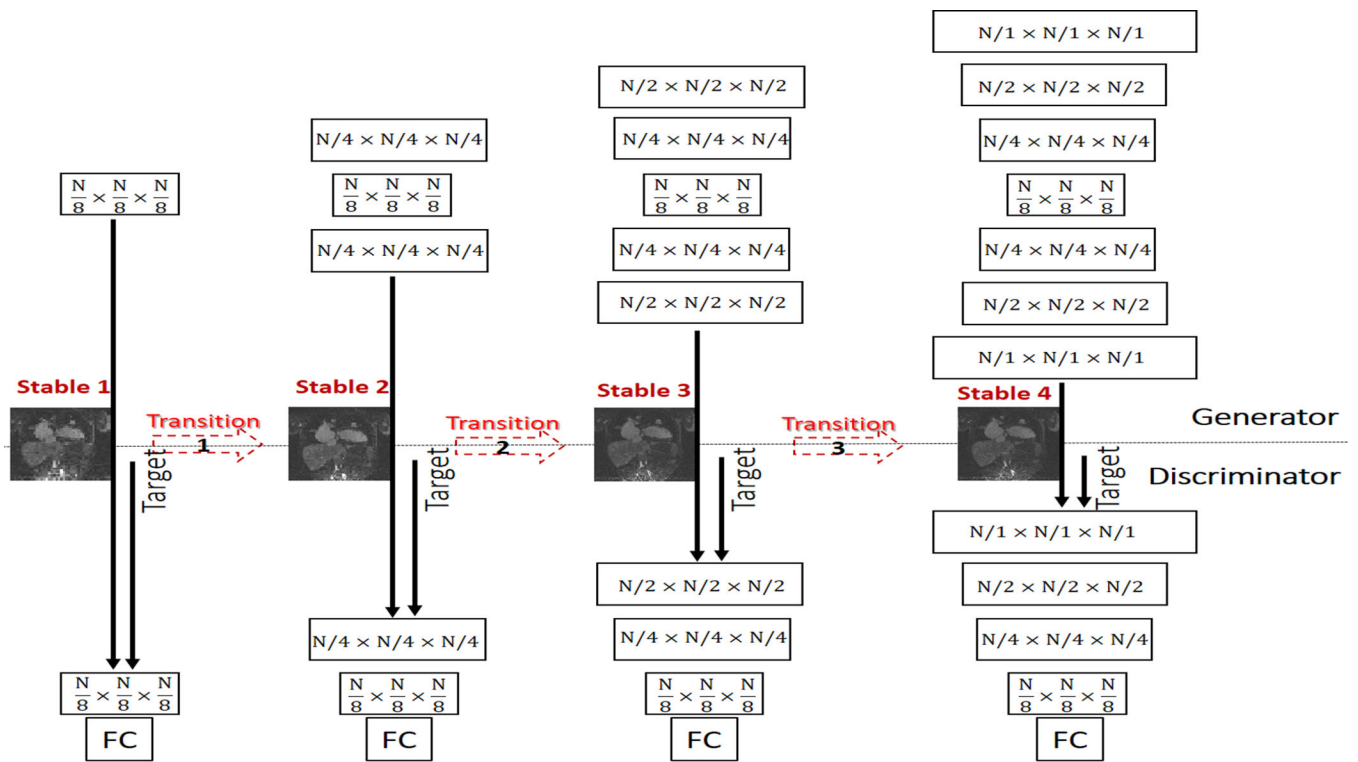 N/8 × N/8 × N/8
Stable 1
Target
N/8 × N/8 × N/8
FC
Transition
1
N/4 × N/4 × N/4
N/8 × N/8 × N/8
N/4 × N/4 × N/4
Stable 2
Target
N/4 × N/4 × N/4
N/8 × N/8 × N/8
FC
Transition
2
N/2 × N/2 × N/2
N/4 × N/4 × N/4
N/8 × N/8 × N/8
N/4 × N/4 × N/4
N/2 × N/2 × N/2
Stable 3
Target
N/2 × N/2 × N/2
N/4 × N/4 × N/4
N/8 × N/8 × N/8
FC
Transition
3
N/1 × N/1 × N/1
N/2 × N/2 × N/2
N/4 × N/4 × N/4
N/8 × N/8 × N/8
N/4 × N/4 × N/4
N/2 × N/2 × N/2
N/1 × N/1 × N/1
Stable 4
Target
N/1 × N/1 × N/1
N/2 × N/2 × N/2
N/4 × N/4 × N/4
N/8 × N/8 × N/8
FC
Generator
Discriminator